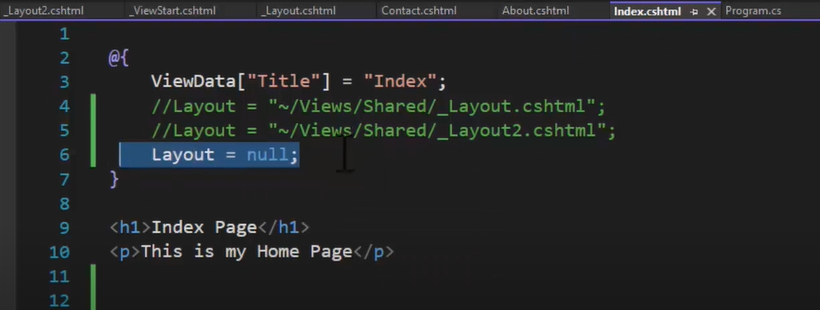 _Layout2.cshtml _ViewStart.cshtml _Layout.cshtml Contact.cshtml About.cshtml Index.cshtml Program.cs
1
2 @{
3 ViewData["Title"] = "Index";
4 //Layout = "~/Views/Shared/_Layout.cshtml";
5 //Layout = "~/Views/Shared/_Layout2.cshtml";
6 Layout = null;
7 }
8
9 <h1>Index Page</h1>
10 <p>This is my Home Page</p>
11
12